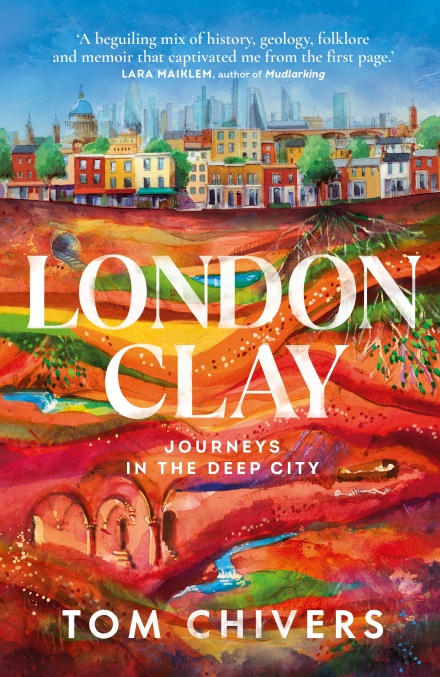 ‘A beguiling mix of history, geology, folklore
and memoir that captivated me from the first page.’
LARA MAIKLEM, author of Mudlarking
LONDON
CLAY
JOURNEYS
IN THE DEEP CITY
TOM CHIVERS